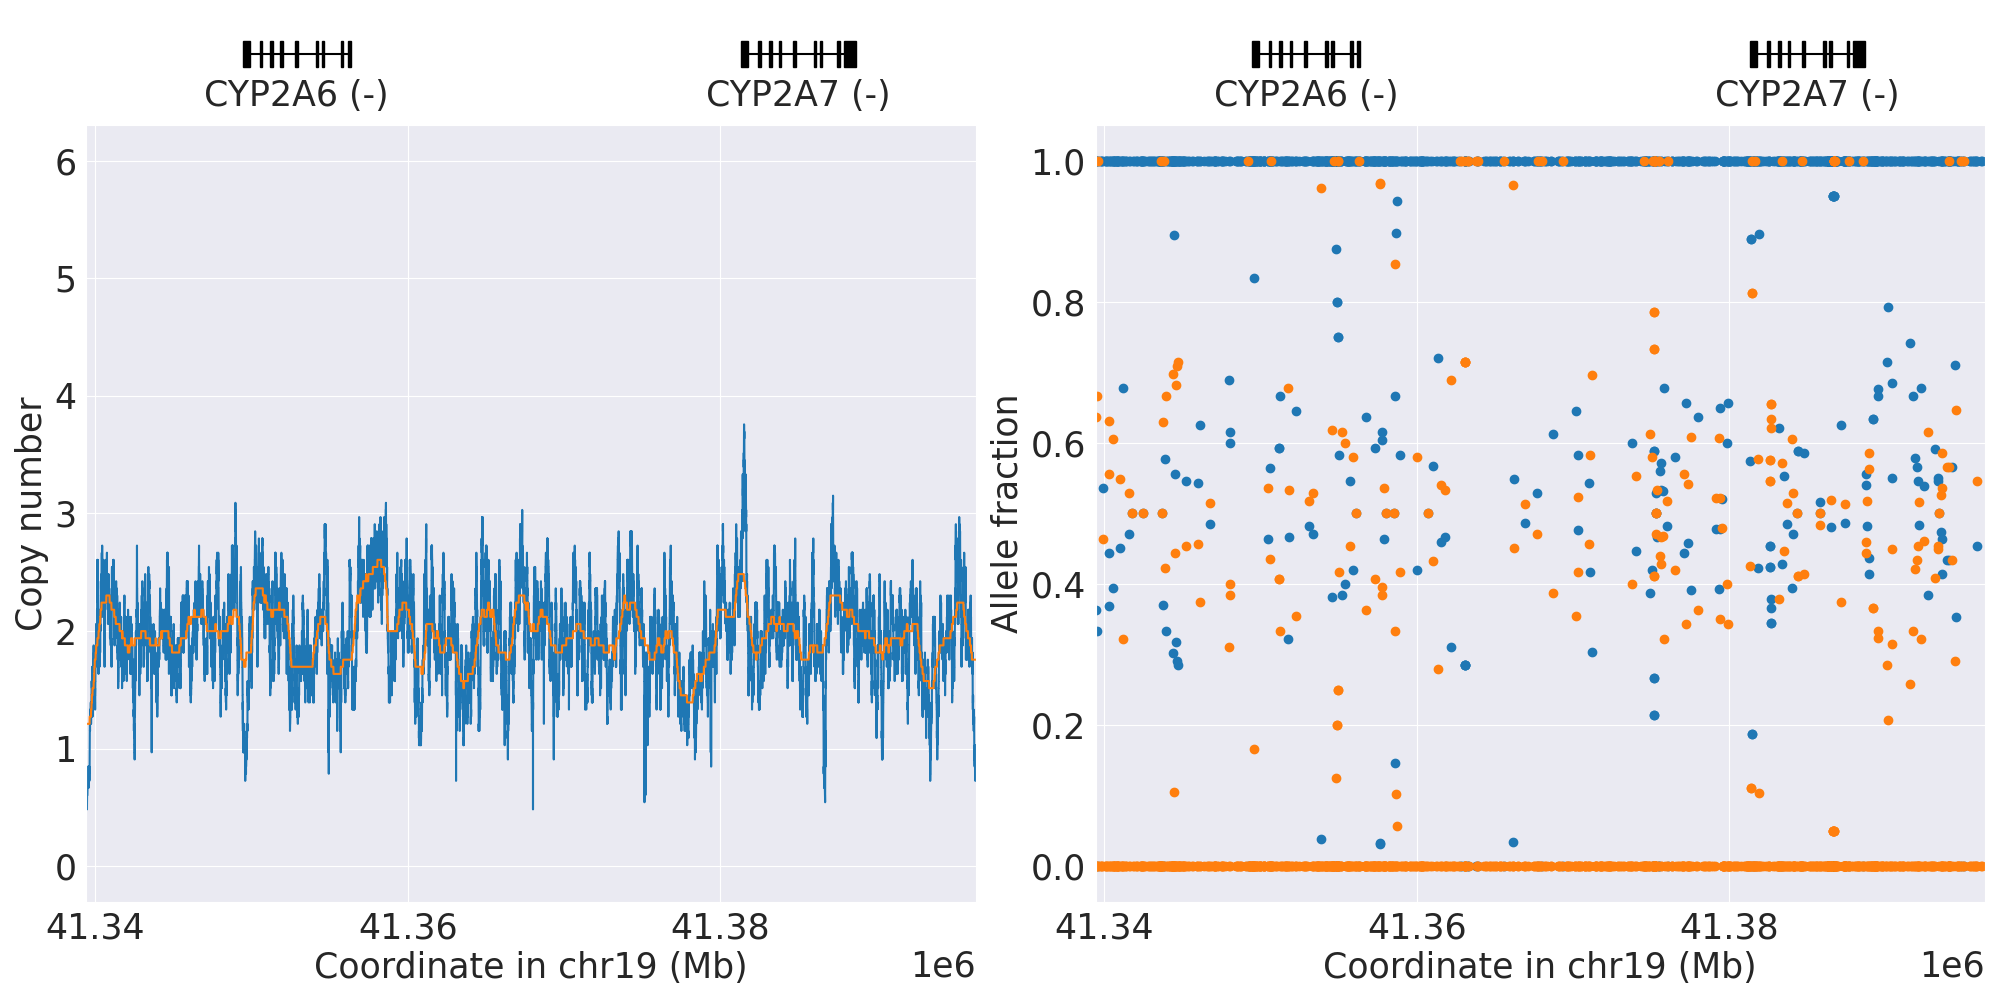 CYP2A6 (-)
CYP2A7 (-)
Copy number
6
5
4
3
2
1
0
41.34
41.36
41.38
Coordinate in chr19 (Mb)
1e6
CYP2A6 (-)
CYP2A7 (-)
Allele fraction
1.0
0.8
0.6
0.4
0.2
0.0
41.34
41.36
41.38
Coordinate in chr19 (Mb)
1e6